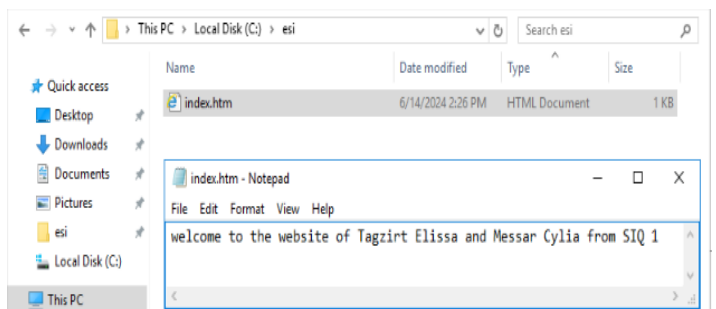 This PC > Local Disk (C:) > esi
Search esi
Name Date modified Type Size
Quick access
index.htm 6/14/2024 2:26 PM HTML Document 1 KB
Desktop
Downloads
Documents
index.htm - Notepad
Pictures
File Edit Format View Help
esi
welcome to the website of Tagzirt Elissa and Messar Cylia from SIQ 1
Local Disk (C:)
This PC